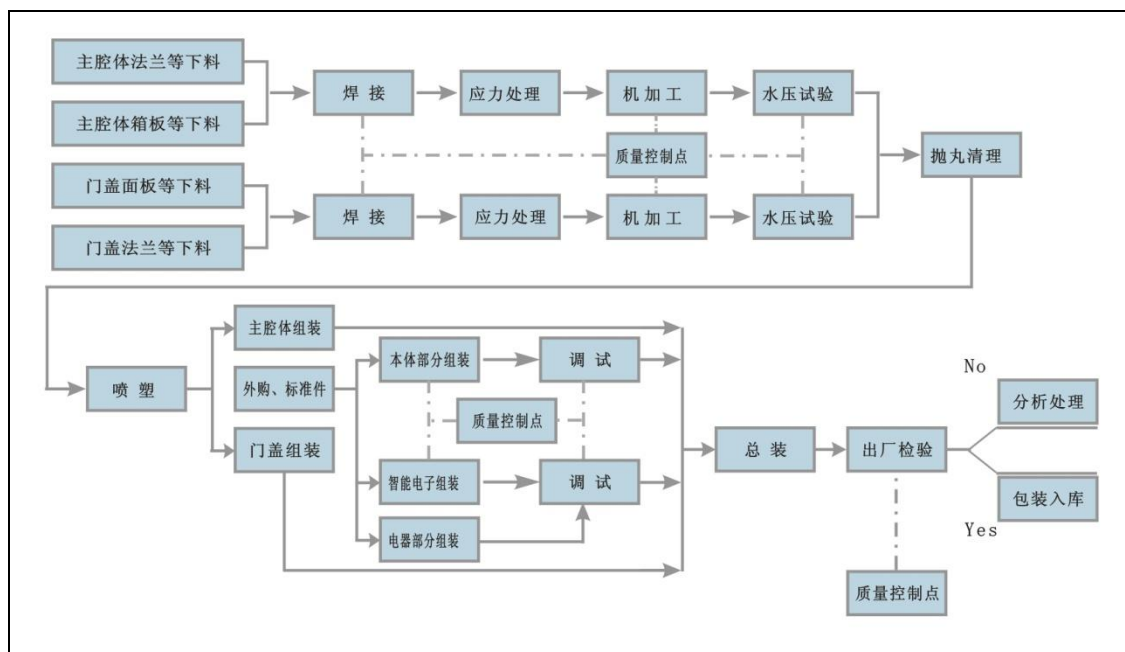 主腔体法兰等下料
主腔体箱板等下料
焊接
应力处理
机加工
水压试验
质量控制点
抛丸清理
门盖面板等下料
门盖法兰等下料
焊接
应力处理
机加工
水压试验
喷塑
主腔体组装
外购、标准件
门盖组装
本体部分组装
调试
质量控制点
智能电子组装
调试
电器部分组装
总装
出厂检验
No
分析处理
包装入库
Yes
质量控制点